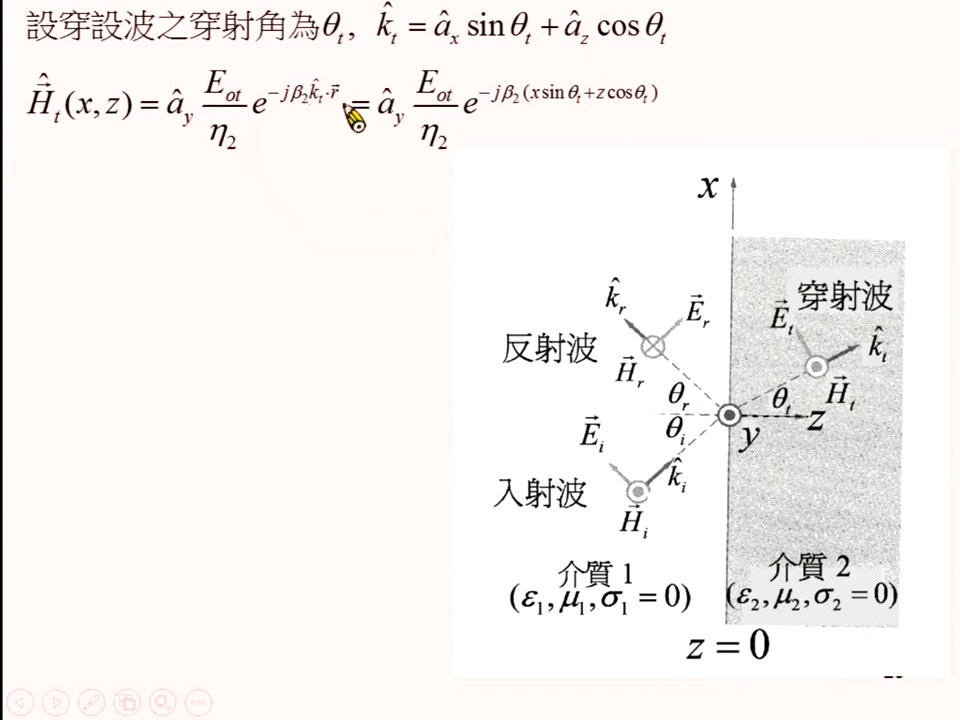 設穿設波之穿射角為θ_t, k̂_t = â_x sin θ_t + â_z cos θ_t
H⃗̂_t(x, z) = â_y (E_ot/η_2) e^{-jβ_2 k̂_t·r⃗} = â_y (E_ot/η_2) e^{-jβ_2(x sin θ_t + z cos θ_t)}
x
k̂_r E⃗_r
穿射波
E⃗_t
k̂_t
反射波
H⃗_r
H⃗_t
θ_r
θ_t
z
θ_i
y
E⃗_i
k̂_i
入射波
H⃗_i
介質 1
(ε_1, μ_1, σ_1 = 0)
介質 2
(ε_2, μ_2, σ_2 = 0)
z = 0